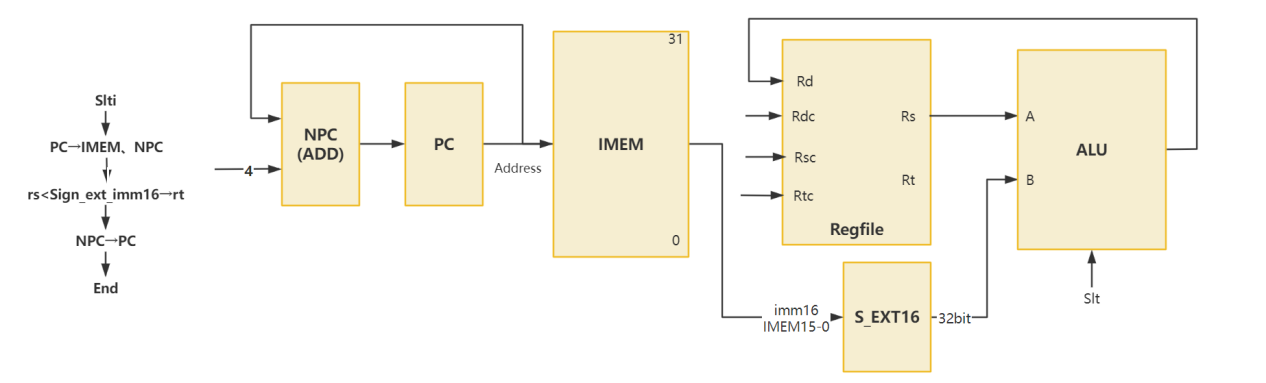 Slti
PC→IMEM、NPC
rs<Sign_ext_imm16→rt
NPC→PC
End
4
NPC
(ADD)
PC
Address
31
IMEM
0
imm16
IMEM15-0
Rd
Rdc
Rsc
Rtc
Rs
Rt
Regfile
S_EXT16
32bit
A
B
ALU
Slt